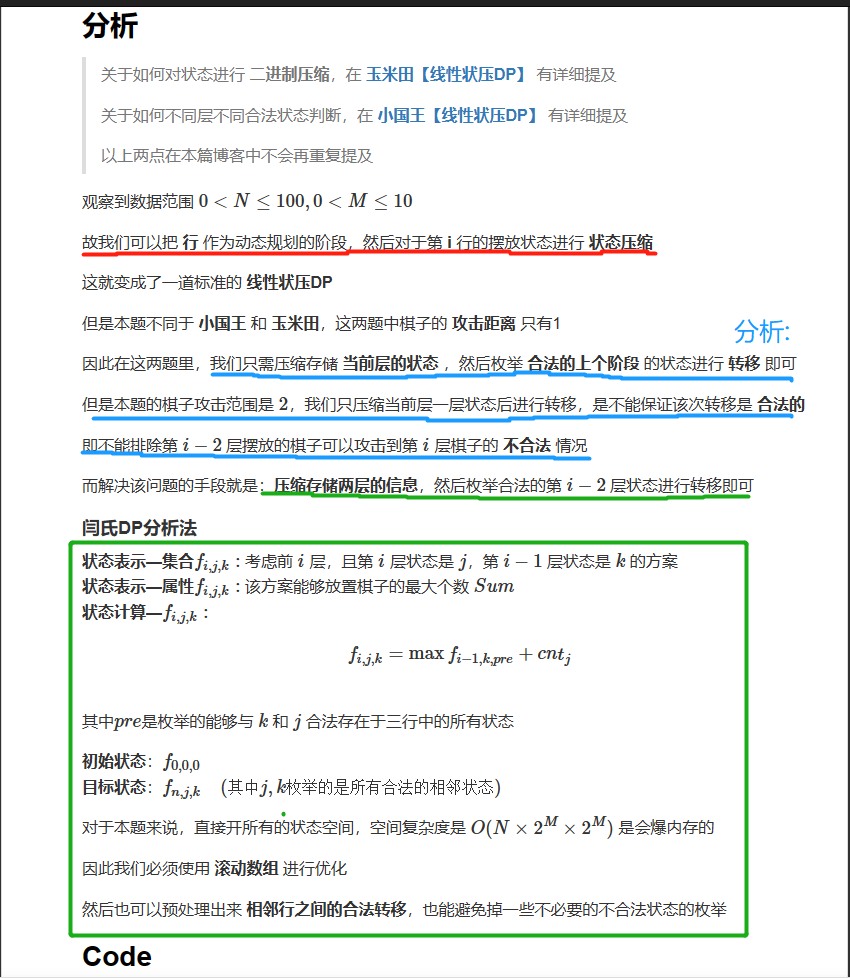 分析
关于如何对状态进行 二进制压缩，在 玉米田【线性状压DP】 有详细提及
关于如何不同层不同合法状态判断，在 小国王【线性状压DP】 有详细提及
以上两点在本篇博客中不会再重复提及
观察到数据范围 0 < N ≤ 100, 0 < M ≤ 10
故我们可以把 行 作为动态规划的阶段，然后对于第 i 行的摆放状态进行 状态压缩
这就变成了一道标准的 线性状压DP
但是本题不同于 小国王 和 玉米田，这两题中棋子的 攻击距离 只有1
分析:
因此在这两题里，我们只需压缩存储 当前层的状态 ，然后枚举 合法的上个阶段 的状态进行 转移 即可
但是本题的棋子攻击范围是 2，我们只压缩当前层一层状态后进行转移，是不能保证该次转移是 合法的
即不能排除第 i − 2 层摆放的棋子可以攻击到第 i 层棋子的 不合法 情况
而解决该问题的手段就是：压缩存储两层的信息，然后枚举合法的第 i − 2 层状态进行转移即可
闫氏DP分析法
状态表示—集合f_{i,j,k}：考虑前 i 层，且第 i 层状态是 j，第 i − 1 层状态是 k 的方案
状态表示—属性f_{i,j,k}：该方案能够放置棋子的最大个数 Sum
状态计算—f_{i,j,k}：
f_{i,j,k} = max f_{i−1,k,pre} + cnt_j
其中pre是枚举的能够与 k 和 j 合法存在于三行中的所有状态
初始状态：f_{0,0,0}
目标状态：f_{n,j,k} （其中j, k枚举的是所有合法的相邻状态）
对于本题来说，直接开所有的状态空间，空间复杂度是 O(N × 2^M × 2^M) 是会爆内存的
因此我们必须使用 滚动数组 进行优化
然后也可以预处理出来 相邻行之间的合法转移，也能避免掉一些不必要的不合法状态的枚举
Code